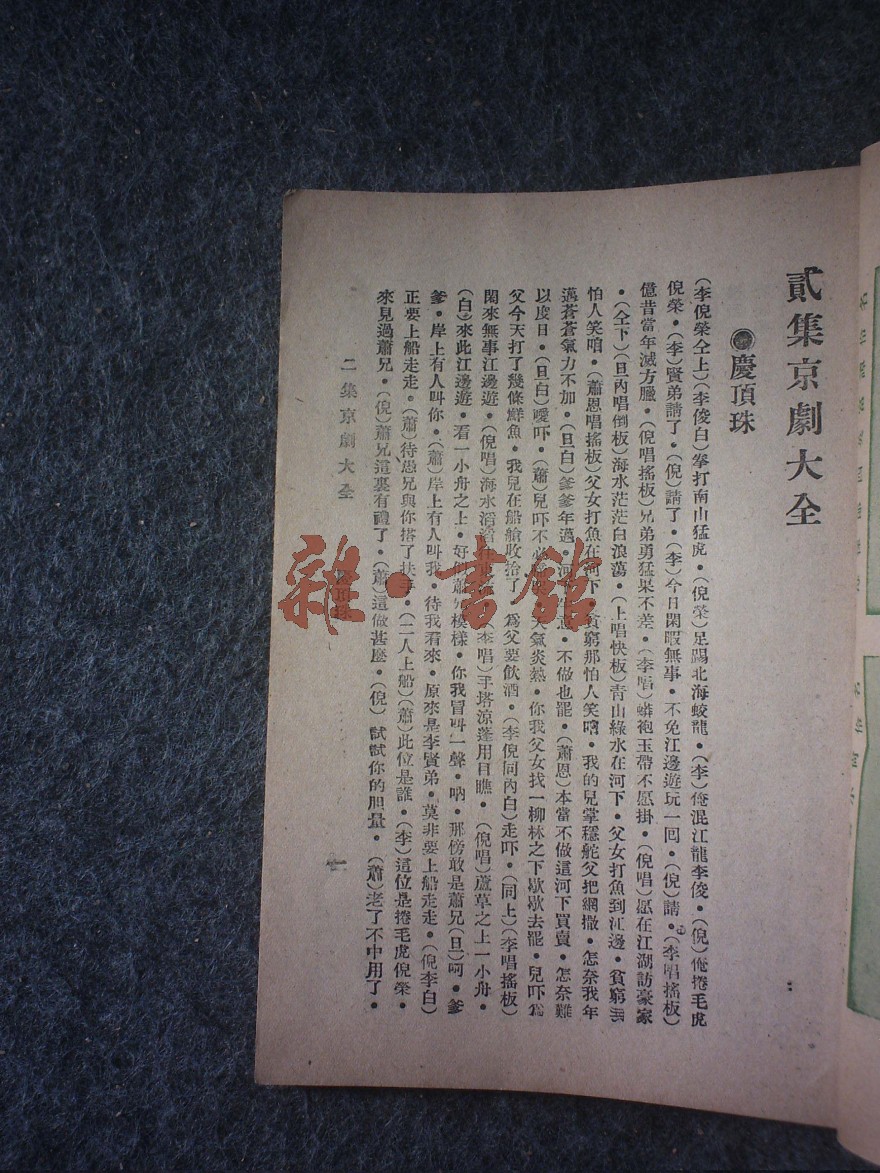 貳集京劇大全
●慶頂珠
(李倪榮仝上)(李俊白)拳打南山猛虎•(倪榮)足踢北海蛟龍•(李)俺混江龍李俊•(倪)俺捲毛虎
倪榮•(李)賢弟請了•(倪)請了•(李)今日閑暇無事•不免江邊遊玩一回•(倪)請•(李唱搖板)
憶昔當年滅方臘•(倪唱搖板)兄弟勇猛果不差•(李唱)蟒袍玉帶不愿掛•(倪唱)愿在江湖訪豪家
•(仝下)(旦內唱倒板)海水茫茫白浪蕩•(上唱快板)青山綠水在河下•父女打魚到江邊•貧窮
怕人笑咱•(蕭恩唱搖板)父女打魚在河下•貧窮那怕人笑咱•我的兒掌穩舵父把網撒•怎奈我年
邁蒼蒼氣力不加•(旦白)爹爹年邁•河下生意•不做也罷•(蕭恩)本當不做這河下買賣•怎奈難
以度日•(旦白)噯吓•(蕭)兒吓不必 天氣炎熱•你我父女找一柳林之下歇歇去罷•兒吓爲
父今天打了幾條鮮魚•我兒在船艙收拾了 爲父要飲酒•(李倪同內白)走吓•(同上)(李唱搖板)
閑來無事江邊遊•(倪唱)海水滔滔 (李唱)手搭涼蓬用目瞧•(倪唱)蘆草之上一小舟•
(白)來此江邊遊•看一小舟之上•好似蕭兄模樣•你我冒叫一聲•吶•那傍敢是蕭兄(旦)呵•爹
爹•岸上有人叫你•(蕭)岸上有人叫我•待我看來•原來是李賢弟•莫非要上船走走•(倪李白)
正要上船走走•(蕭)待愚兄與你搭了扶手•(二人上船)(蕭)此位是誰•(李)這位是捲毛虎倪榮•
來見過蕭兄•(倪)蕭兄這裏有禮了•(蕭)這做甚麼•(倪)試試你的胆量•(蕭)老了不中用了•
二集京劇大全 慶頂珠 一
雜•書舘